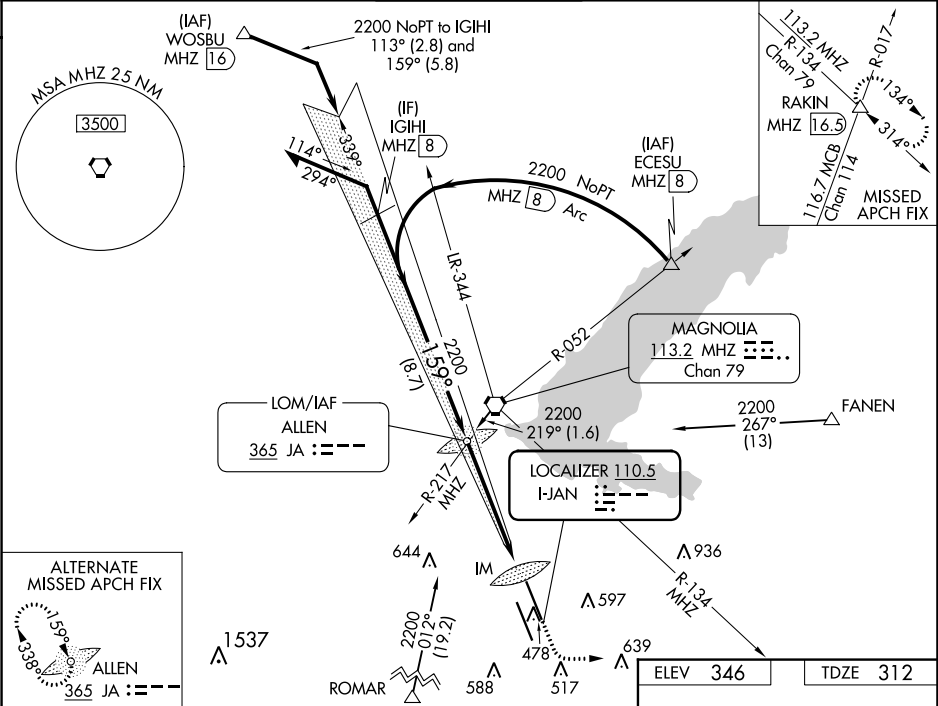 (IAF)
WOSBU
MHZ 16
2200 NoPT to IGIHI
113° (2.8) and
159° (5.8)
MSA MHZ 25 NM
3500
(IF)
IGIHI
MHZ 8
339°
114°
294°
2200 NoPT
MHZ 8 Arc
(IAF)
ECESU
MHZ 8
113.2 MHZ
R-134
Chan 79
R-017
134°
314°
RAKIN
MHZ 16.5
116.7 MCB
Chan 114
MISSED
APCH FIX
LR-344
R-052
2200
159°
(8.7)
MAGNOLIA
113.2 MHZ
Chan 79
2200
219° (1.6)
2200
267°
(13)
FANEN
LOM/IAF
ALLEN
365 JA
R-217
MHZ
LOCALIZER 110.5
I-JAN
R-134
MHZ
644
IM
936
597
478
639
588
517
1537
2200
012°
(19.2)
ROMAR
ALTERNATE
MISSED APCH FIX
159°
338°
ALLEN
365 JA
ELEV 346
TDZE 312